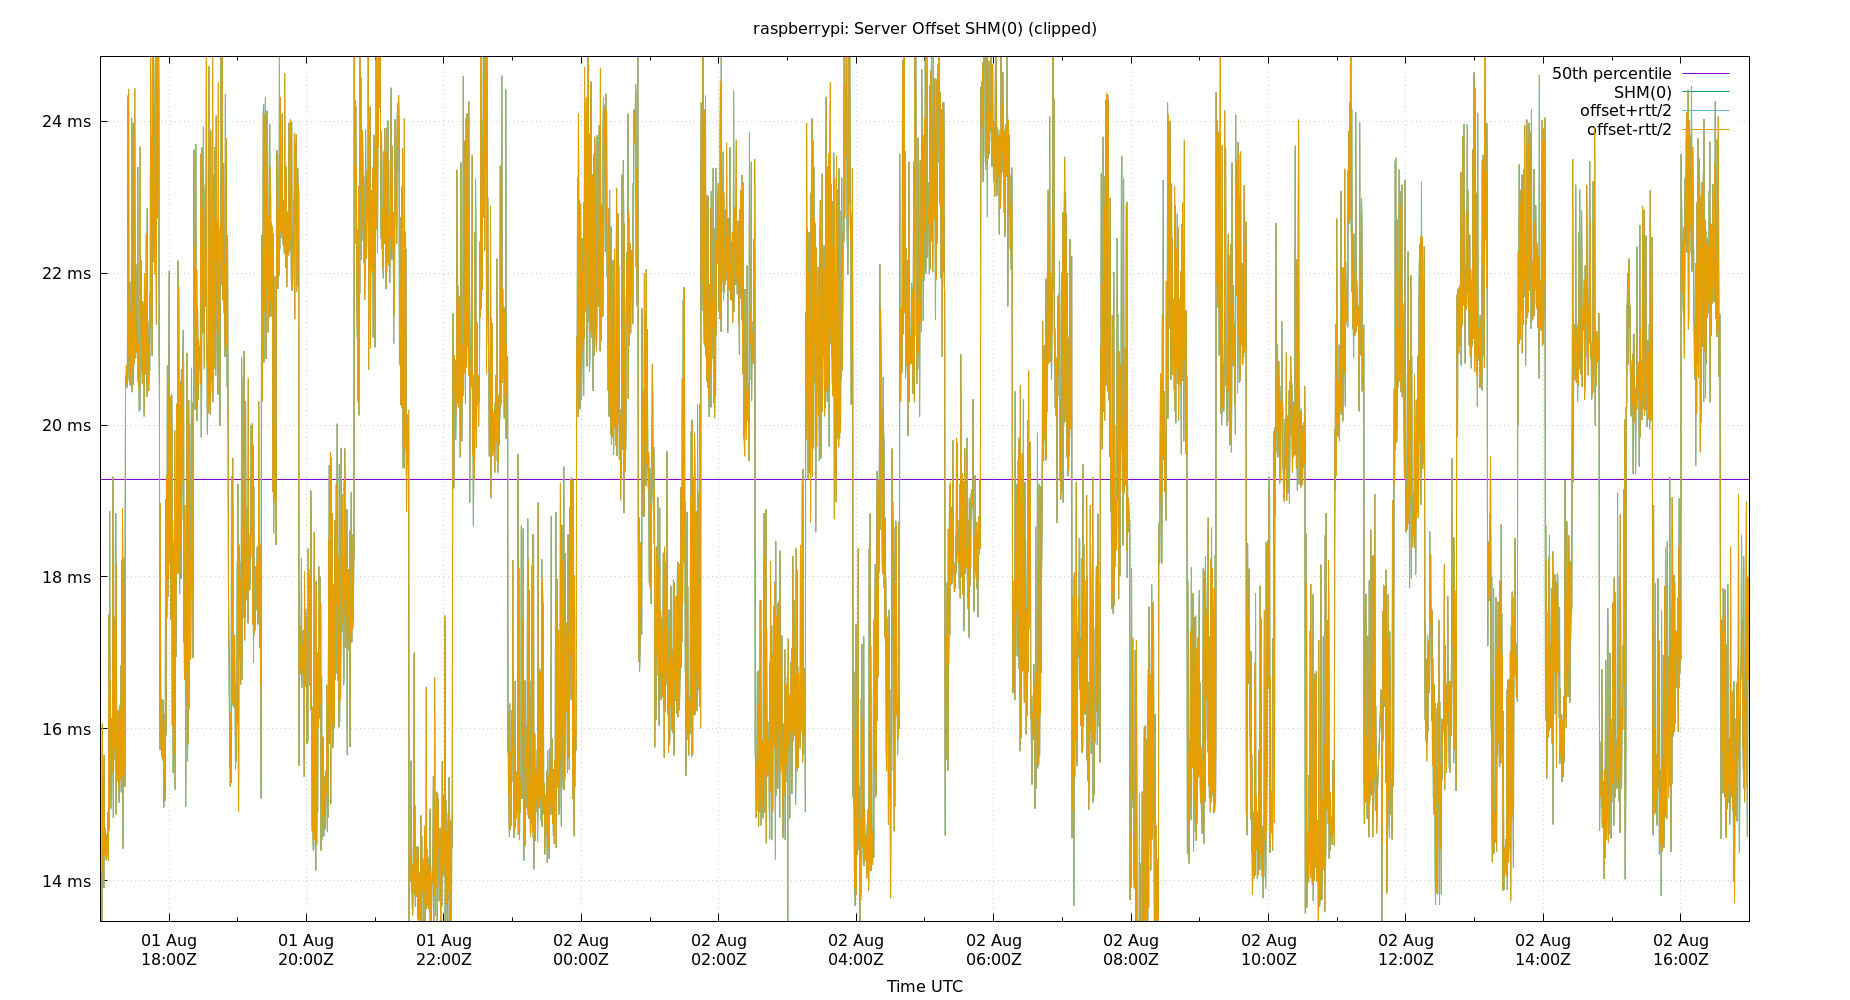 raspberrypi: Server Offset SHM(0) (clipped)
50th percentile
SHM(0)
offset+rtt/2
offset-rtt/2
24 ms
22 ms
20 ms
18 ms
16 ms
14 ms
01 Aug 01 Aug 01 Aug 02 Aug 02 Aug 02 Aug 02 Aug 02 Aug 02 Aug 02 Aug 02 Aug 02 Aug
18:00Z 20:00Z 22:00Z 00:00Z 02:00Z 04:00Z 06:00Z 08:00Z 10:00Z 12:00Z 14:00Z 16:00Z
Time UTC